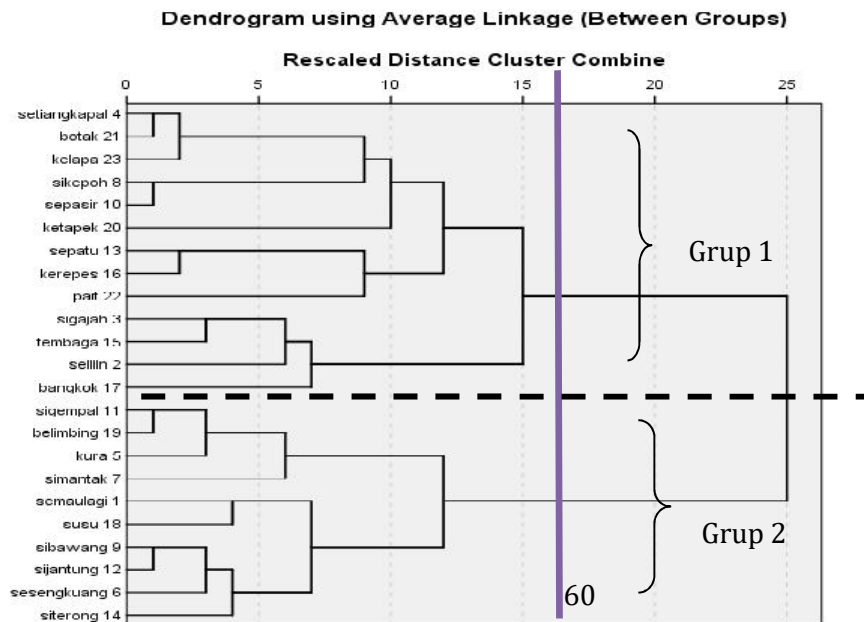 Dendrogram using Average Linkage (Between Groups)
Rescaled Distance Cluster Combine
0 5 10 15 20 25
setiangkapal 4
botak 21
kelapa 23
sikepoh 8
sepasir 10
ketapek 20
sepatu 13
kerepes 16
pait 22
sigajah 3
tembaga 15
selilin 2
bangkok 17
sigempal 11
belimbing 19
kura 5
simantak 7
semaulagi 1
susu 18
sibawang 9
sijantung 12
sesengkuang 6
siterong 14
Grup 1
Grup 2
60